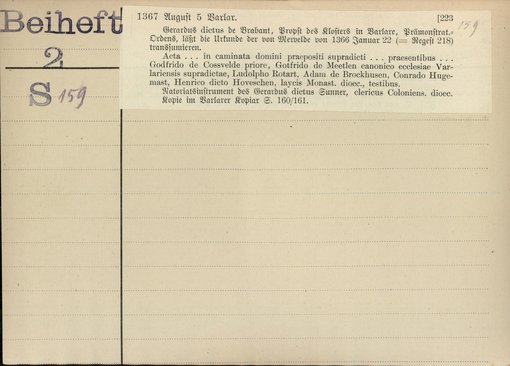 Beiheft
2
S 159
1367 August 5 Varlar. [223
159
Gerardus dictus de Brabant, Propst des Klosters in Varlare, Prämonstrat.-
Ordens, läßt die Urkunde der von Mervelde von 1366 Januar 22 (= Regest 218)
transsumieren.
Acta . . . in caminata domini praepositi supradicti . . . praesentibus . . .
Godfrido de Cossvelde priore, Gotfrido de Meetlen canonico ecclesiae Var-
lariensis supradictae, Ludolpho Rotart, Adam de Brockhusen, Conrado Huge-
mast, Henrico dicto Hoveschen, laycis Monast. dioec., testibus.
Notoriatsinstrument des Gerardus dictus Sunner, clericus Coloniens. dioec.
Kopie im Varlarer Kopiar S. 160/161.